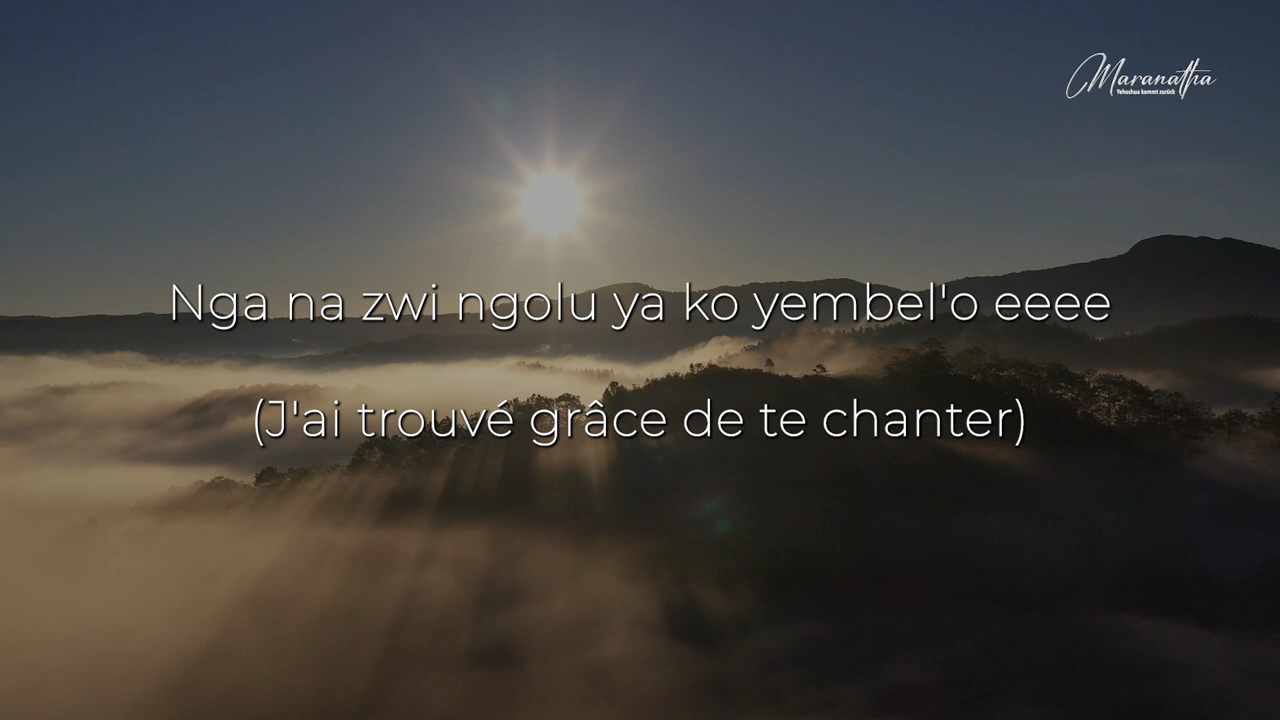 Maranatha
Yehoshua kommt zurück
Nga na zwi ngolu ya ko yembel'o eeee
(J'ai trouvé grâce de te chanter)